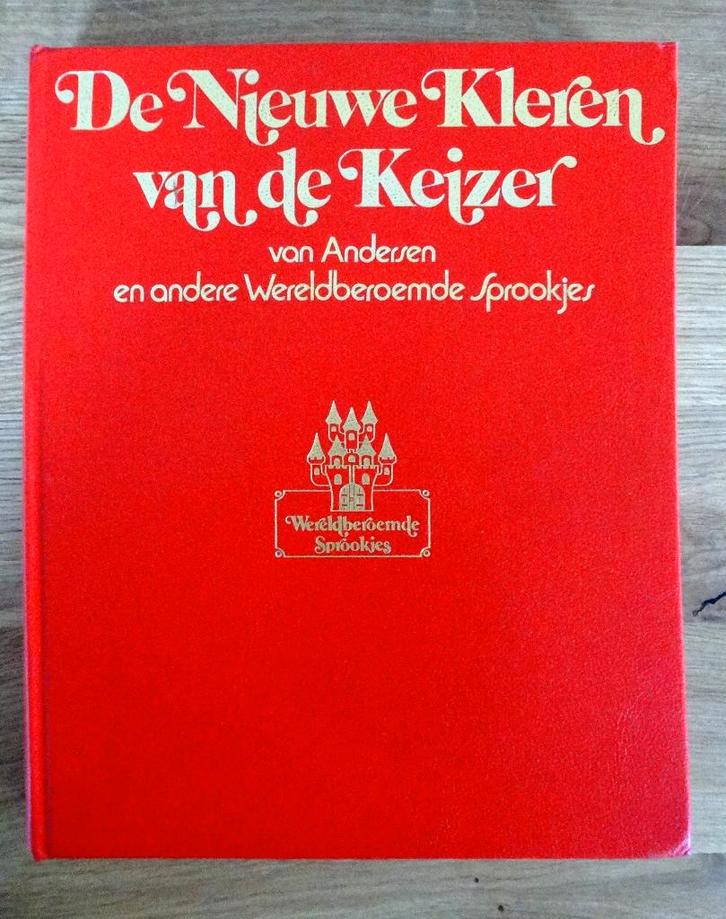 De Nieuwe Kleren
van de Keizer
van Andersen
en andere Wereldberoemde Sprookjes
Wereldberoemde
Sprookjes